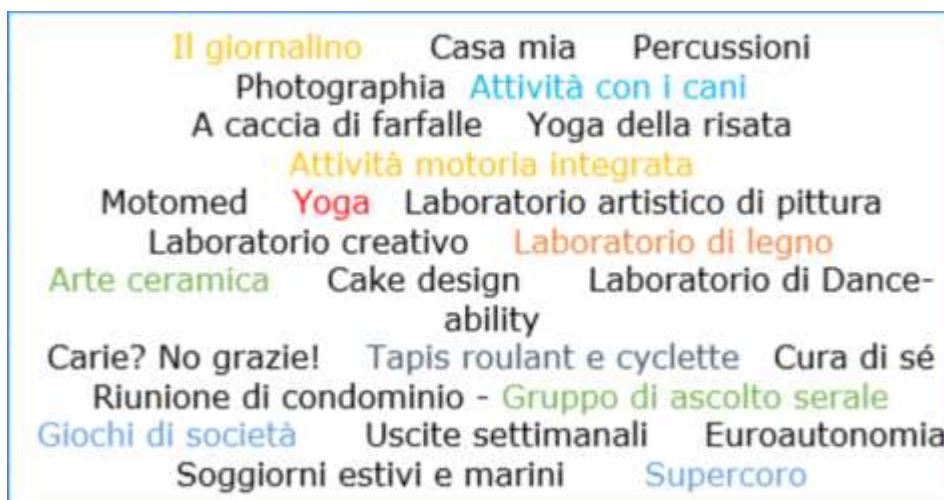 Il giornalino Casa mia Percussioni
Photographia Attività con i cani
A caccia di farfalle Yoga della risata
Attività motoria integrata
Motomed Yoga Laboratorio artistico di pittura
Laboratorio creativo Laboratorio di legno
Arte ceramica Cake design Laboratorio di Dance-
ability
Carie? No grazie! Tapis roulant e cyclette Cura di sé
Riunione di condominio - Gruppo di ascolto serale
Giochi di società Uscite settimanali Euroautonomia
Soggiorni estivi e marini Supercoro